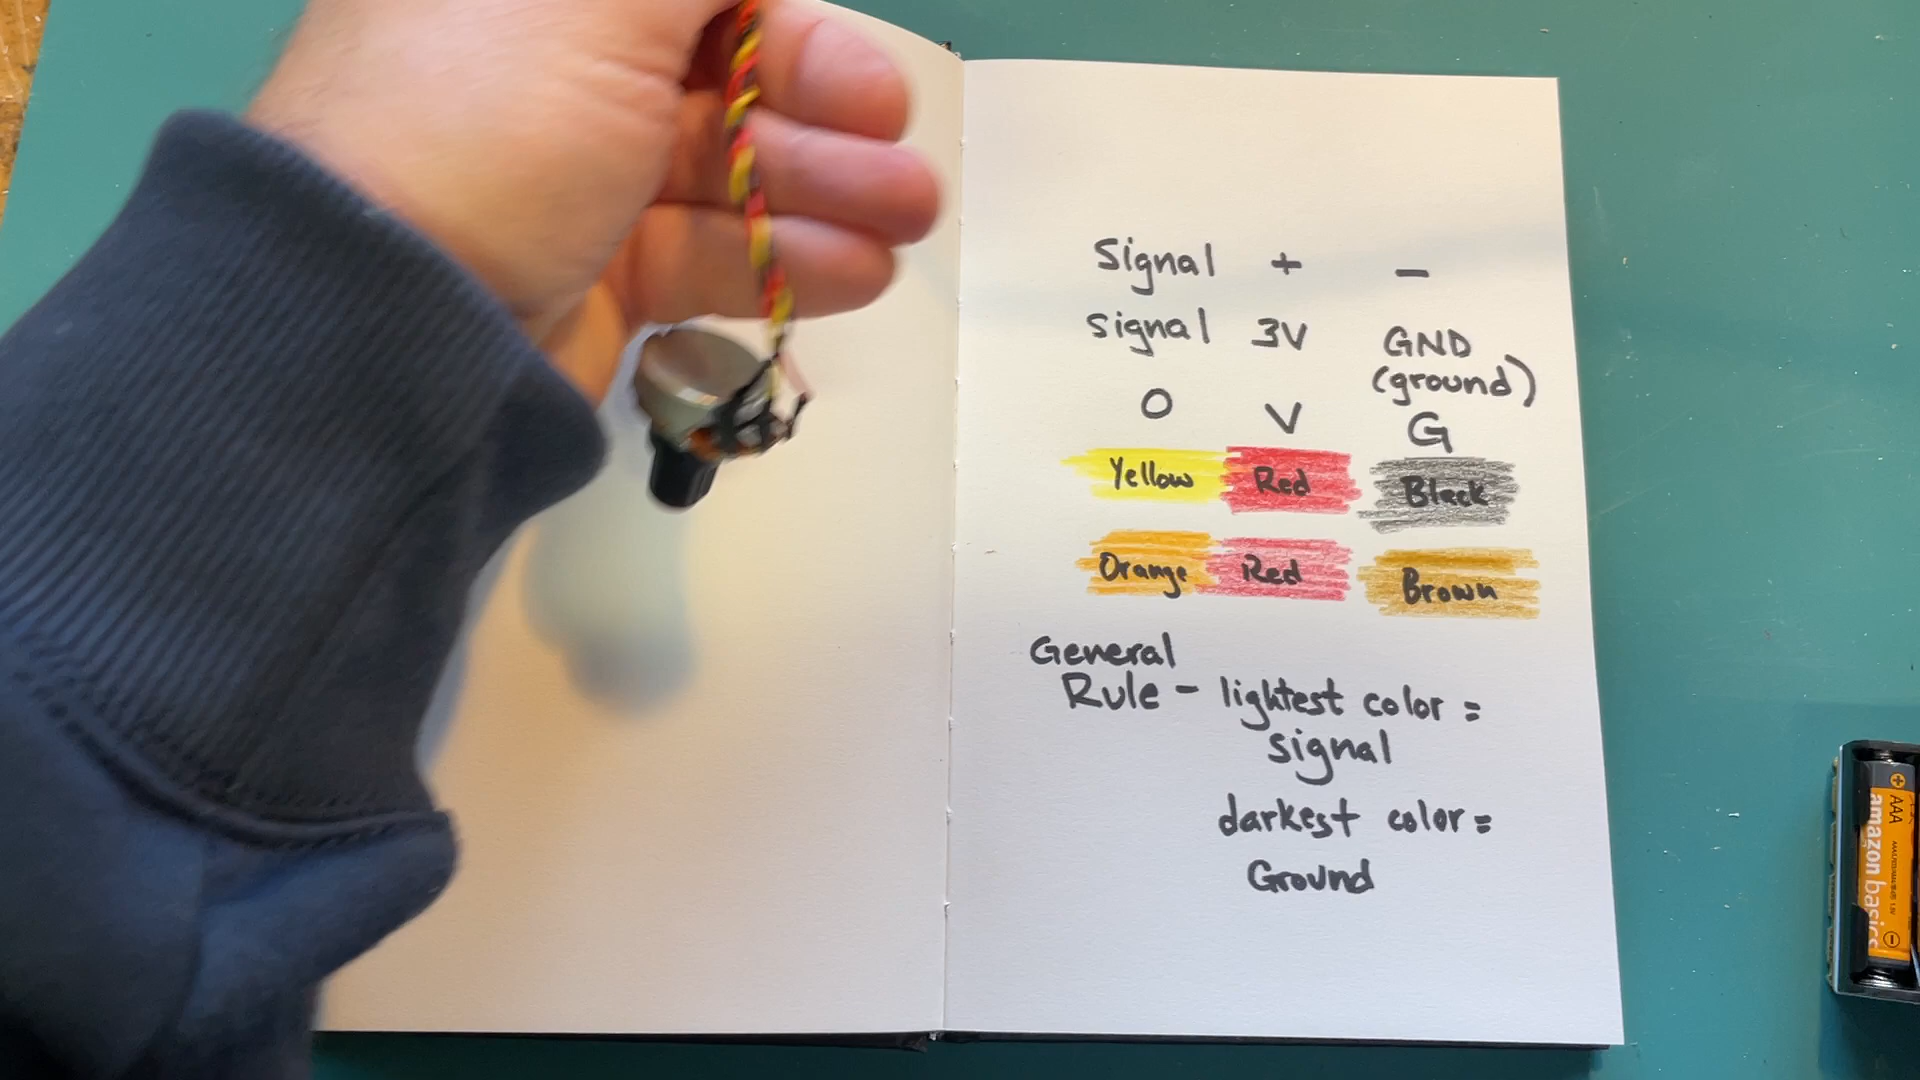 Signal + -
Signal 3V GND
(ground)
O V G
Yellow Red Black
Orange Red Brown
General
Rule - lightest color =
Signal
darkest color =
Ground
+ AAA
amazon basics